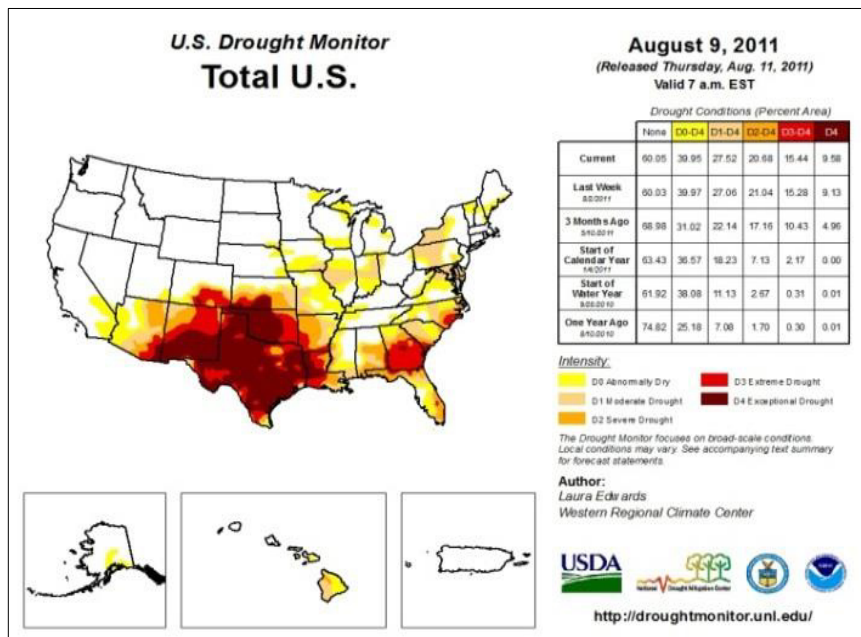 U.S. Drought Monitor
Total U.S.
August 9, 2011
(Released Thursday, Aug. 11, 2011)
Valid 7 a.m. EST
Drought Conditions (Percent Area)
None D0-D4 D1-D4 D2-D4 D3-D4 D4
Current 60.05 39.95 27.52 20.68 15.44 9.58
Last Week 60.03 39.97 27.06 21.04 15.28 9.13
3 Months Ago 68.98 31.02 22.14 17.16 10.43 4.96
Start of
Calendar Year 63.43 36.57 18.23 7.13 2.17 0.00
Start of
Water Year 61.92 38.08 11.13 2.67 0.31 0.01
One Year Ago 74.82 25.18 7.08 1.70 0.30 0.01
Intensity:
D0 Abnormally Dry D3 Extreme Drought
D1 Moderate Drought D4 Exceptional Drought
D2 Severe Drought
The Drought Monitor focuses on broad-scale conditions.
Local conditions may vary. See accompanying text summary
for forecast statements.
Author:
Laura Edwards
Western Regional Climate Center
USDA
National Drought Mitigation Center
http://droughtmonitor.unl.edu/